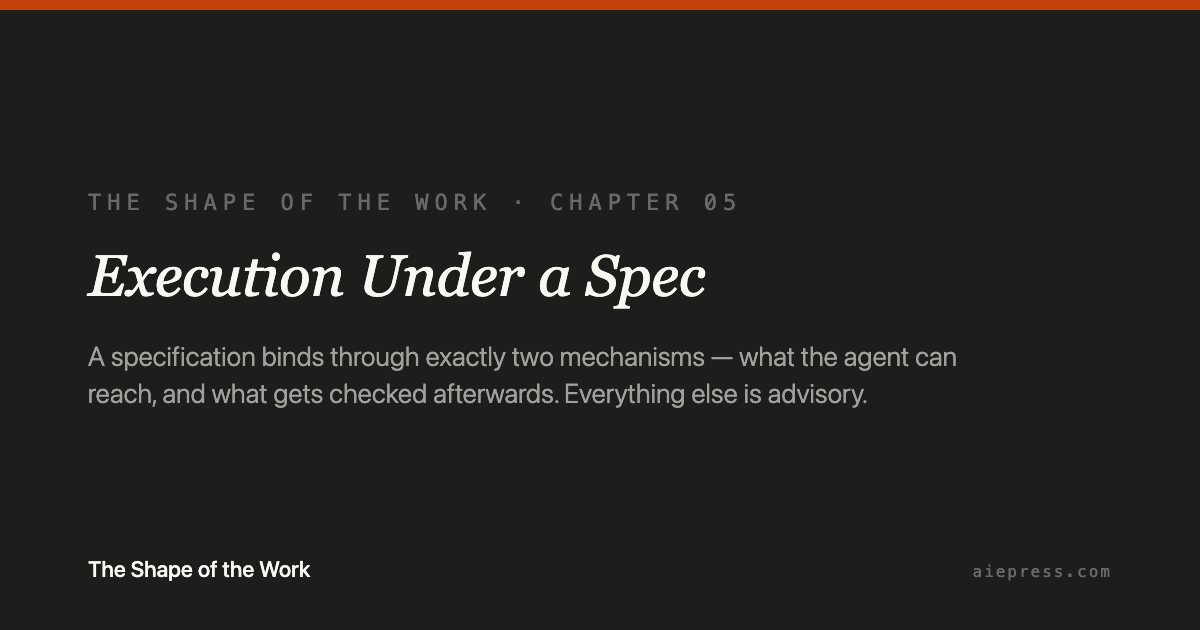 THE SHAPE OF THE WORK · CHAPTER 05
Execution Under a Spec
A specification binds through exactly two mechanisms — what the agent can
reach, and what gets checked afterwards. Everything else is advisory.
The Shape of the Work
aiepress.com